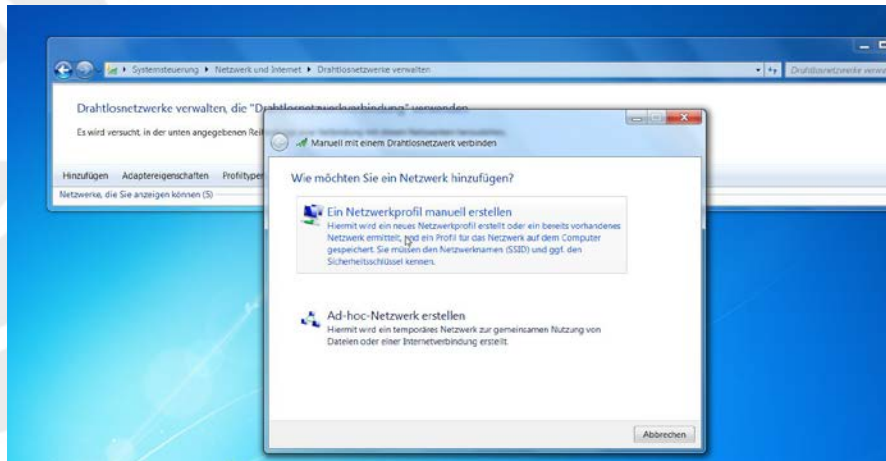 Systemsteuerung Netzwerk und Internet Drahtlosnetzwerke verwalten
Drahtlosnetzwerke
Drahtlosnetzwerke verwalten, die "Drahtlosnetzwerkverbindung" verwenden
Es wird versucht, in der unten angegebenen
Manuell mit einem Drahtlosnetzwerk verbinden
Hinzufügen Adaptereigenschaften Profiltypen
Netzwerke, die Sie anzeigen können (5)
Wie möchten Sie ein Netzwerk hinzufügen?
Ein Netzwerkprofil manuell erstellen
Hiermit wird ein neues Netzwerkprofil erstellt oder ein bereits vorhandenes
Netzwerk ermittelt, und ein Profil für das Netzwerk auf dem Computer
gespeichert. Sie müssen den Netzwerknamen (SSID) und ggf. den
Sicherheitsschlüssel kennen.
Ad-hoc-Netzwerk erstellen
Hiermit wird ein temporäres Netzwerk zur gemeinsamen Nutzung von
Dateien oder einer Internetverbindung erstellt.
Abbrechen